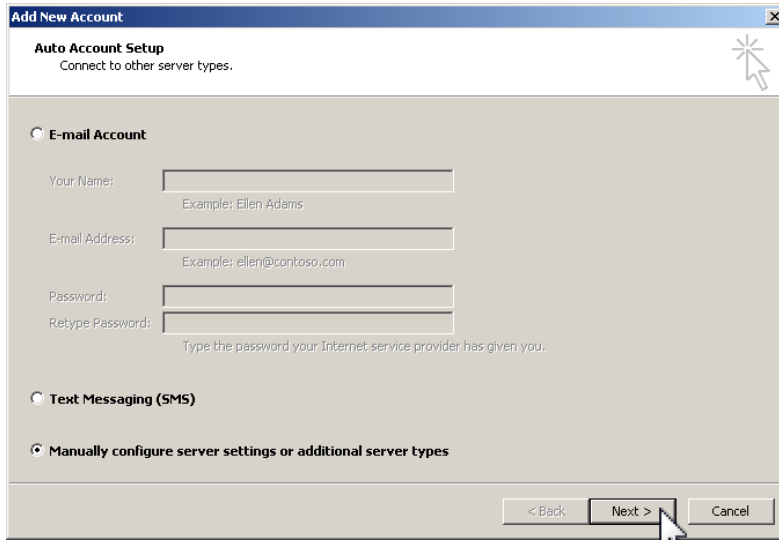 Add New Account
Auto Account Setup
Connect to other server types.
E-mail Account
Your Name:
Example: Ellen Adams
E-mail Address:
Example: ellen@contoso.com
Password:
Retype Password:
Type the password your Internet service provider has given you.
Text Messaging (SMS)
Manually configure server settings or additional server types
< Back Next > Cancel